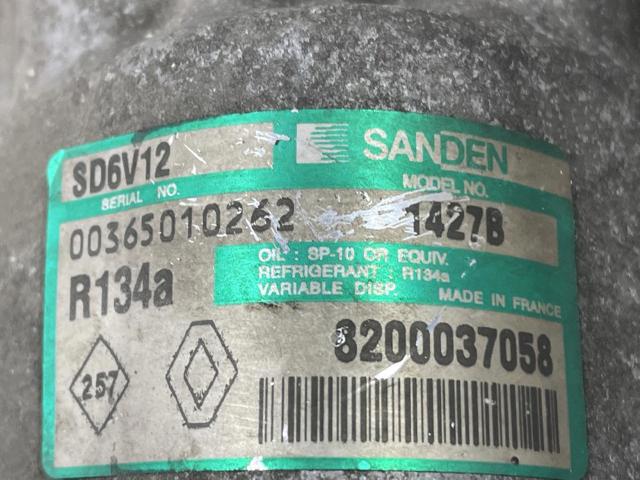 SD6V12
SANDEN
SERIAL NO.
MODEL NO.
00365010262
1427B
R134a
OIL : SP-10 OR EQUIV.
REFRIGERANT : R134a
VARIABLE DISP.
MADE IN FRANCE
8200037058
257